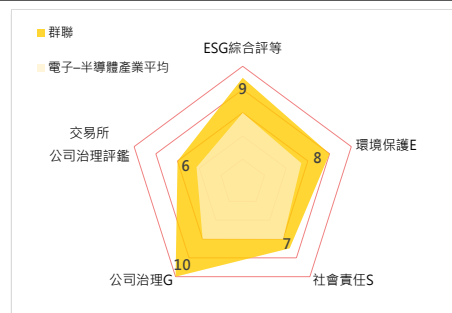 群聯
電子–半導體產業平均
ESG綜合評等
9
環境保護E
8
社會責任S
7
公司治理G
10
交易所
公司治理評鑑
6